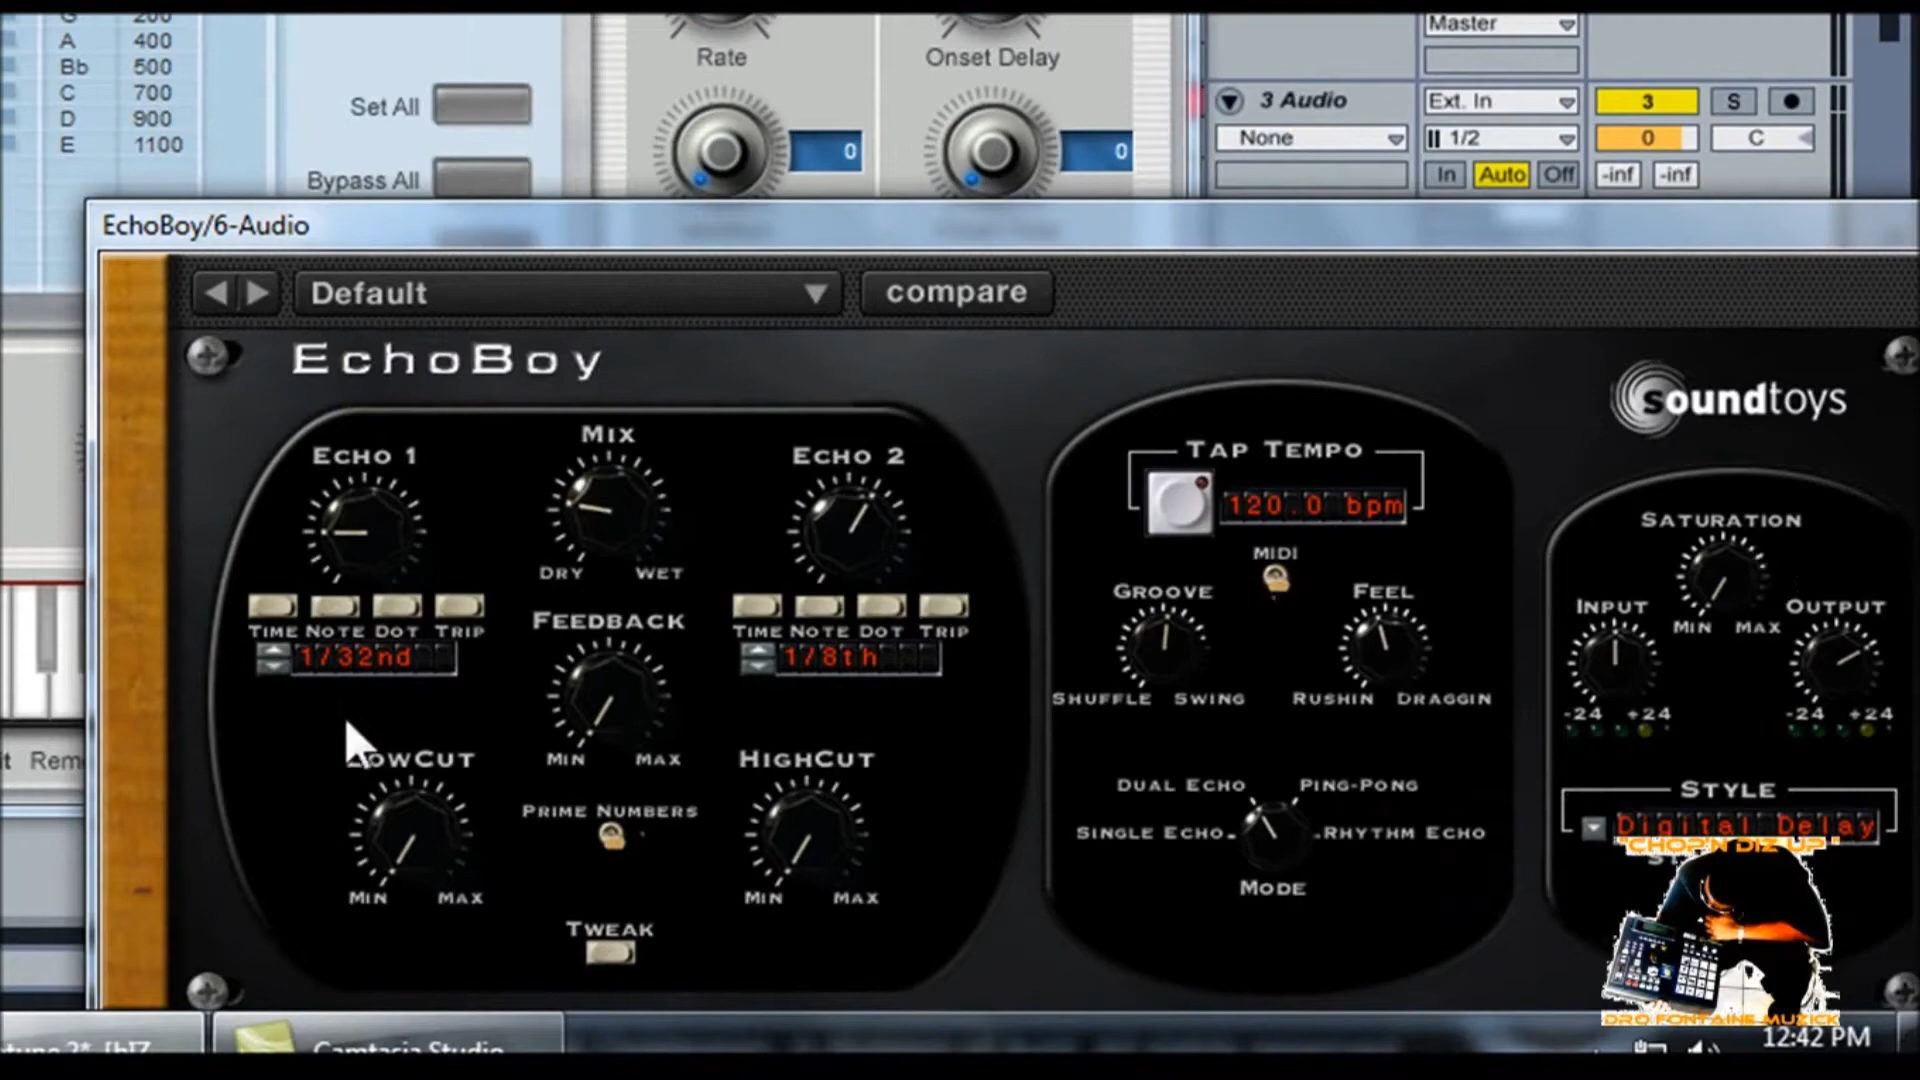 G 200
A 400
Bb 500
C 700
D 900
E 1100
Set All
Bypass All
Rate
0
Onset Delay
0
Master
3 Audio
Ext. In
3
S
None
1/2
0
C
In Auto Off
-inf -inf
EchoBoy/6-Audio
Default
compare
EchoBoy
soundtoys
ECHO 1
MIX
ECHO 2
DRY WET
TIME NOTE DOT TRIP
TIME NOTE DOT TRIP
1/32nd
1/8th
FEEDBACK
MIN MAX
LOWCUT
HIGHCUT
PRIME NUMBERS
MIN MAX
MIN MAX
TWEAK
TAP TEMPO
120.0 bpm
MIDI
GROOVE
FEEL
SHUFFLE SWING
RUSHIN DRAGGIN
DUAL ECHO
PING-PONG
SINGLE ECHO
RHYTHM ECHO
MODE
SATURATION
INPUT
OUTPUT
MIN MAX
-24 +24
-24 +24
STYLE
Digital Delay
"CHOP'N DIZ UP"
DRO FONTAINE MUZICK
it Rem
Camtasia Studio
12:42 PM